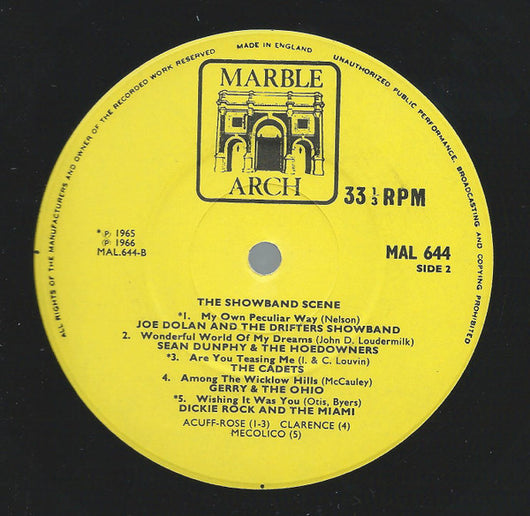 ALL RIGHTS OF THE MANUFACTURERS AND OWNER OF THE RECORDED WORK RESERVED
MADE IN ENGLAND
UNAUTHORIZED PUBLIC PERFORMANCE, BROADCASTING AND COPYING PROHIBITED
MARBLE
ARCH
33 1/3 RPM
*℗ 1965
℗ 1966
MAL.644-B
MAL 644
SIDE 2
THE SHOWBAND SCENE
*1. My Own Peculiar Way (Nelson)
JOE DOLAN AND THE DRIFTERS SHOWBAND
2. Wonderful World Of My Dreams (John D. Loudermilk)
SEAN DUNPHY & THE HOEDOWNERS
*3. Are You Teasing Me (I. & C. Louvin)
THE CADETS
4. Among The Wicklow Hills (McCauley)
GERRY & THE OHIO
*5. Wishing It Was You (Otis, Byers)
DICKIE ROCK AND THE MIAMI
ACUFF-ROSE (1-3) CLARENCE (4)
MECOLICO (5)